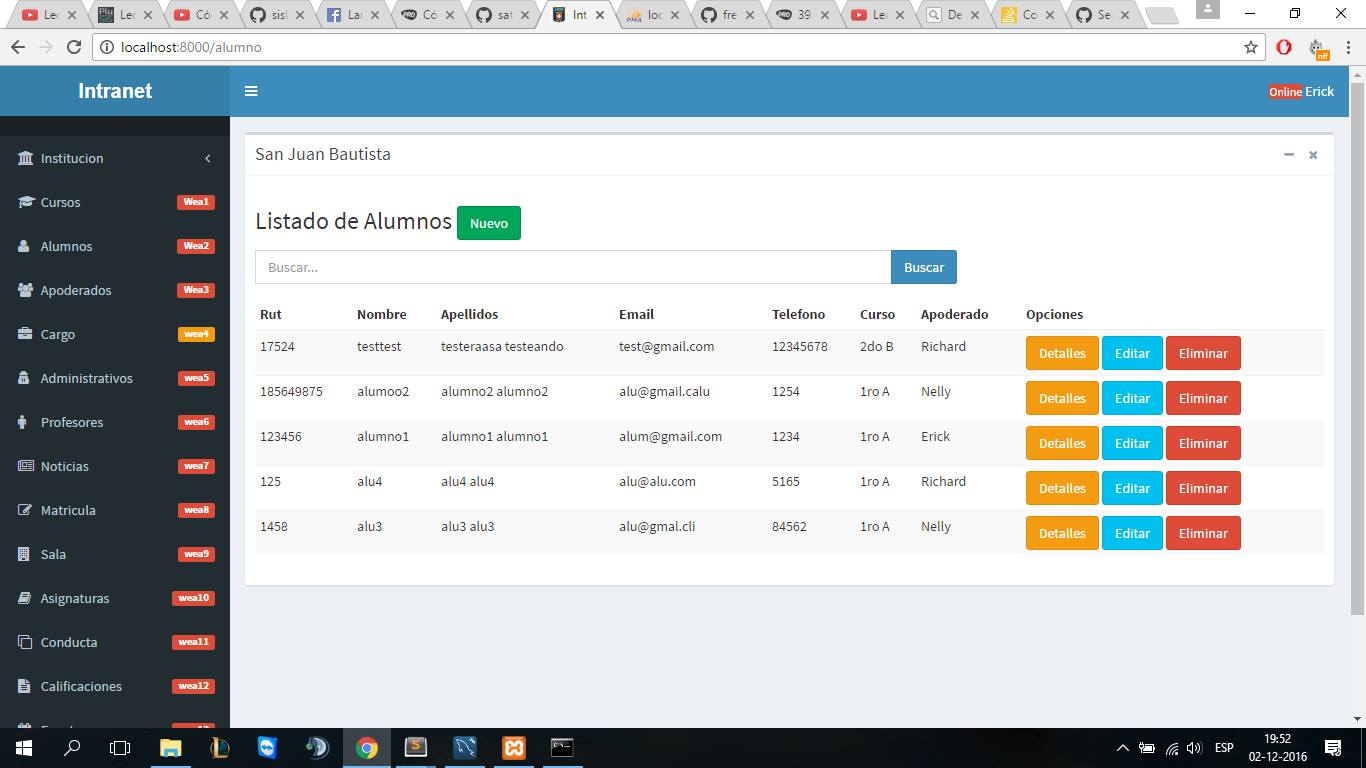 Lec
Lec
Có
sis
Lar
Có
sat
Int
loc
fre
39
Le
De
Co
Se
localhost:8000/alumno
off
Intranet
Online Erick
Institucion
Cursos Wea1
Alumnos Wea2
Apoderados Wea3
Cargo wea4
Administrativos wea5
Profesores wea6
Noticias wea7
Matricula wea8
Sala wea9
Asignaturas wea10
Conducta wea11
Calificaciones wea12
San Juan Bautista
Listado de Alumnos Nuevo
Buscar... Buscar
Rut Nombre Apellidos Email Telefono Curso Apoderado Opciones
17524 testtest testeraasa testeando test@gmail.com 12345678 2do B Richard Detalles Editar Eliminar
185649875 alumoo2 alumno2 alumno2 alu@gmail.calu 1254 1ro A Nelly Detalles Editar Eliminar
123456 alumno1 alumno1 alumno1 alum@gmail.com 1234 1ro A Erick Detalles Editar Eliminar
125 alu4 alu4 alu4 alu@alu.com 5165 1ro A Richard Detalles Editar Eliminar
1458 alu3 alu3 alu3 alu@gmal.cli 84562 1ro A Nelly Detalles Editar Eliminar
ESP
19:52
02-12-2016